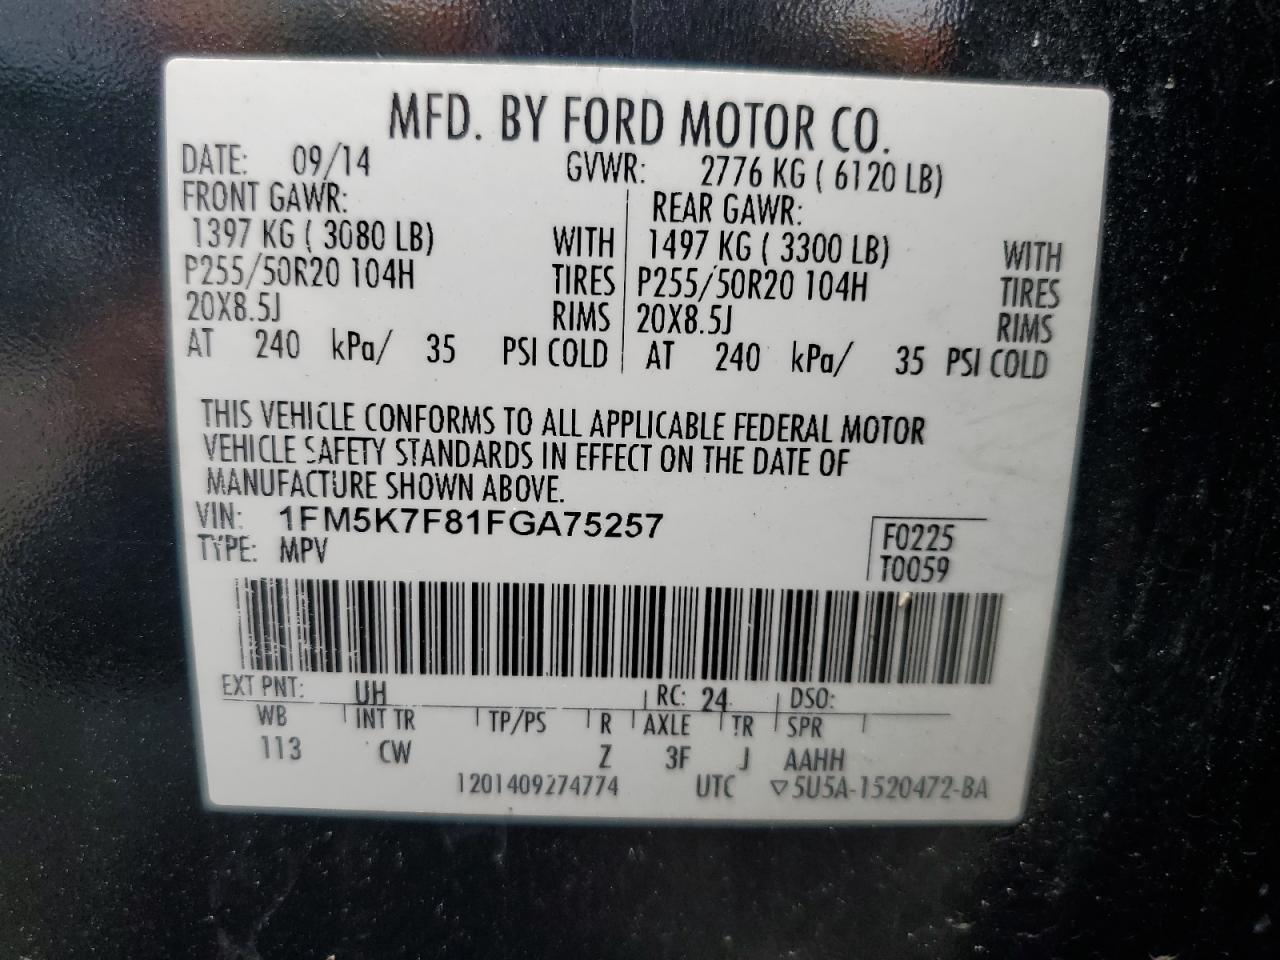 MFD. BY FORD MOTOR CO.
DATE: 09/14 GVWR: 2776 KG ( 6120 LB)
FRONT GAWR: REAR GAWR:
1397 KG ( 3080 LB) WITH 1497 KG ( 3300 LB) WITH
P255/50R20 104H TIRES P255/50R20 104H TIRES
20X8.5J RIMS 20X8.5J RIMS
AT 240 kPa/ 35 PSI COLD AT 240 kPa/ 35 PSI COLD
THIS VEHICLE CONFORMS TO ALL APPLICABLE FEDERAL MOTOR
VEHICLE SAFETY STANDARDS IN EFFECT ON THE DATE OF
MANUFACTURE SHOWN ABOVE.
VIN: 1FM5K7F81FGA75257
TYPE: MPV
F0225
T0059
EXT PNT: UH RC: 24 DSO:
WB INT TR TP/PS R AXLE TR SPR
113 CW Z 3F J AAHH
1201409274774 UTC ▽5U5A-1520472-BA